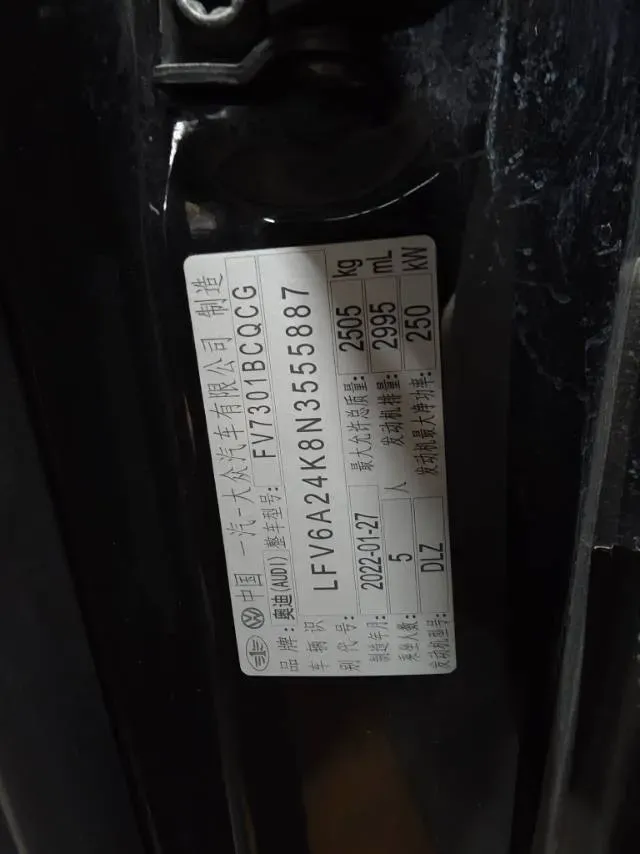 中国 一汽-大众汽车有限公司 制造
品牌: 奥迪(AUDI) 整车型号: FV7301BCQCG
车辆识别代号: LFV6A24K8N3555887
制造年月: 2022-01-27 最大允许总质量: 2505 kg
乘坐人数: 5 人 发动机排量: 2995 mL
发动机型号: DLZ 发动机最大净功率: 250 kW